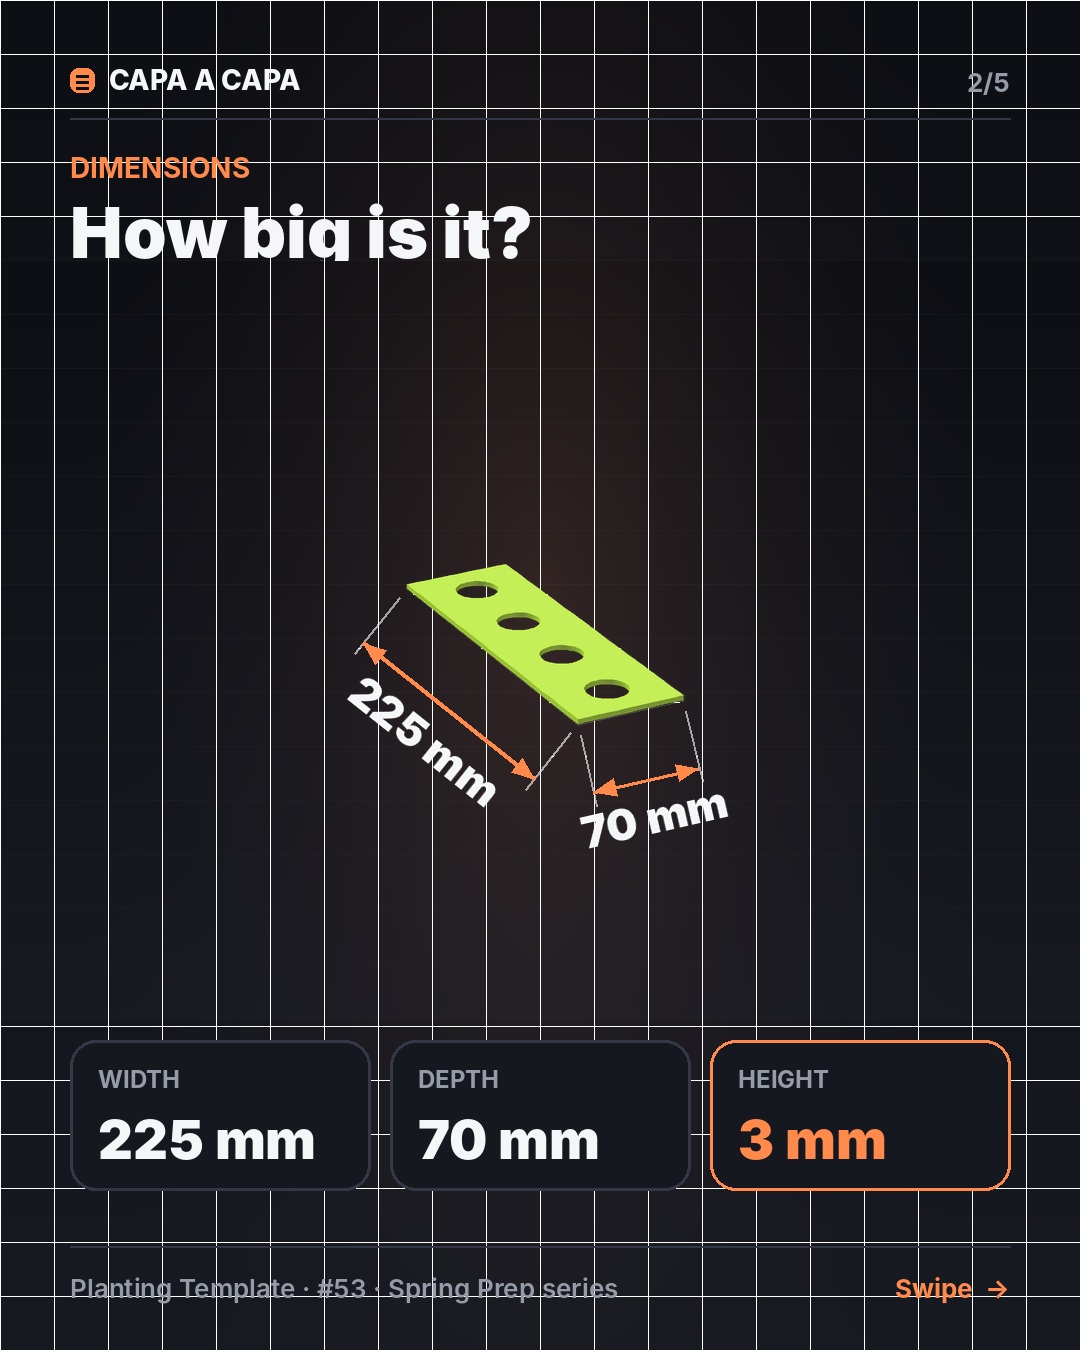 CAPA A CAPA
2/5
DIMENSIONS
How big is it?
225 mm
70 mm
WIDTH
225 mm
DEPTH
70 mm
HEIGHT
3 mm
Planting Template · #53 · Spring Prep series
Swipe →